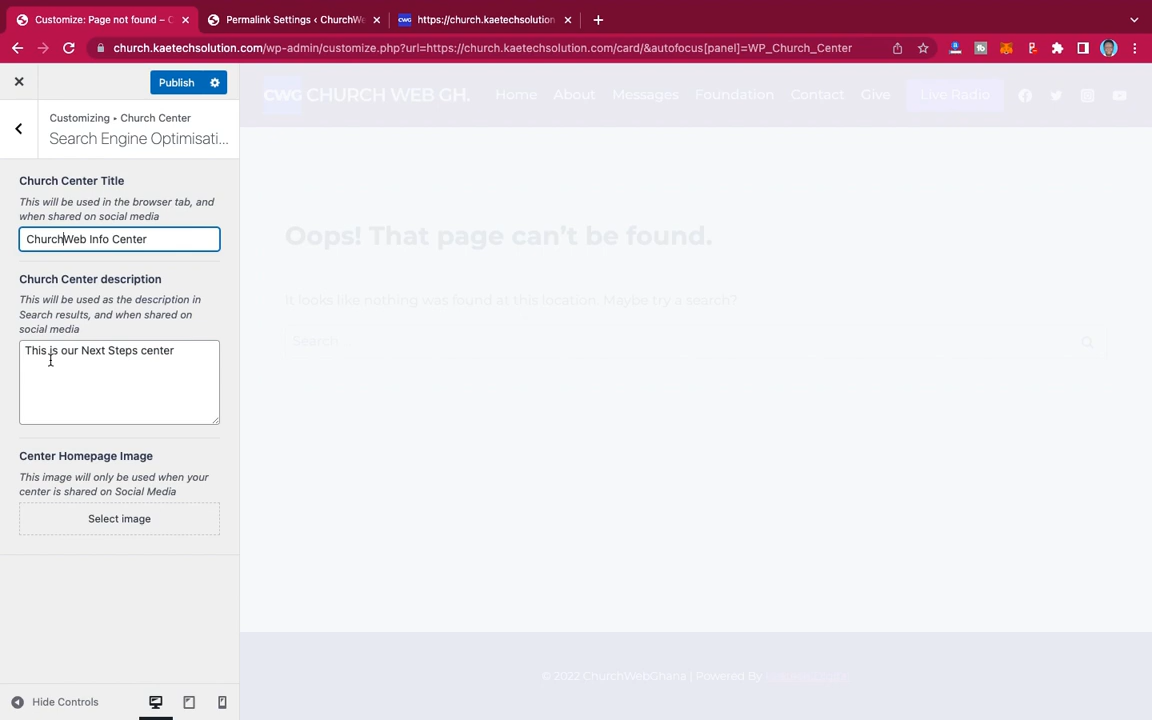 Customize: Page not found – C
Permalink Settings ‹ ChurchWe
CWG https://church.kaetechsolution
church.kaetechsolution.com/wp-admin/customize.php?url=https://church.kaetechsolution.com/card/&autofocus[panel]=WP_Church_Center
Publish
Customizing • Church Center
Search Engine Optimisati...
Church Center Title
This will be used in the browser tab, and
when shared on social media
ChurchWeb Info Center
Church Center description
This will be used as the description in
Search results, and when shared on
social media
This is our Next Steps center
Center Homepage Image
This image will only be used when your
center is shared on Social Media
Select image
Hide Controls
CWG CHURCH WEB GH. Home About Messages Foundation Contact Give Live Radio
Oops! That page can't be found.
It looks like nothing was found at this location. Maybe try a search?
Search
© 2022 ChurchWebGhana | Powered By